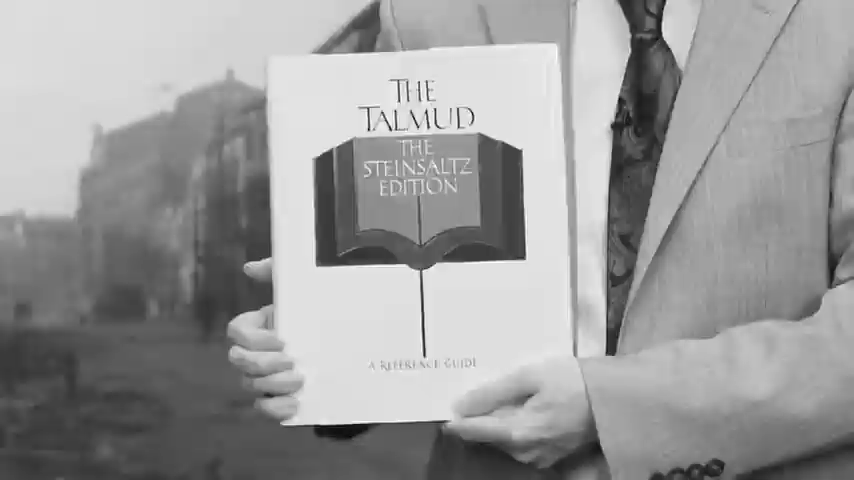 THE
TALMUD
THE
STEINSALTZ
EDITION
A REFERENCE GUIDE